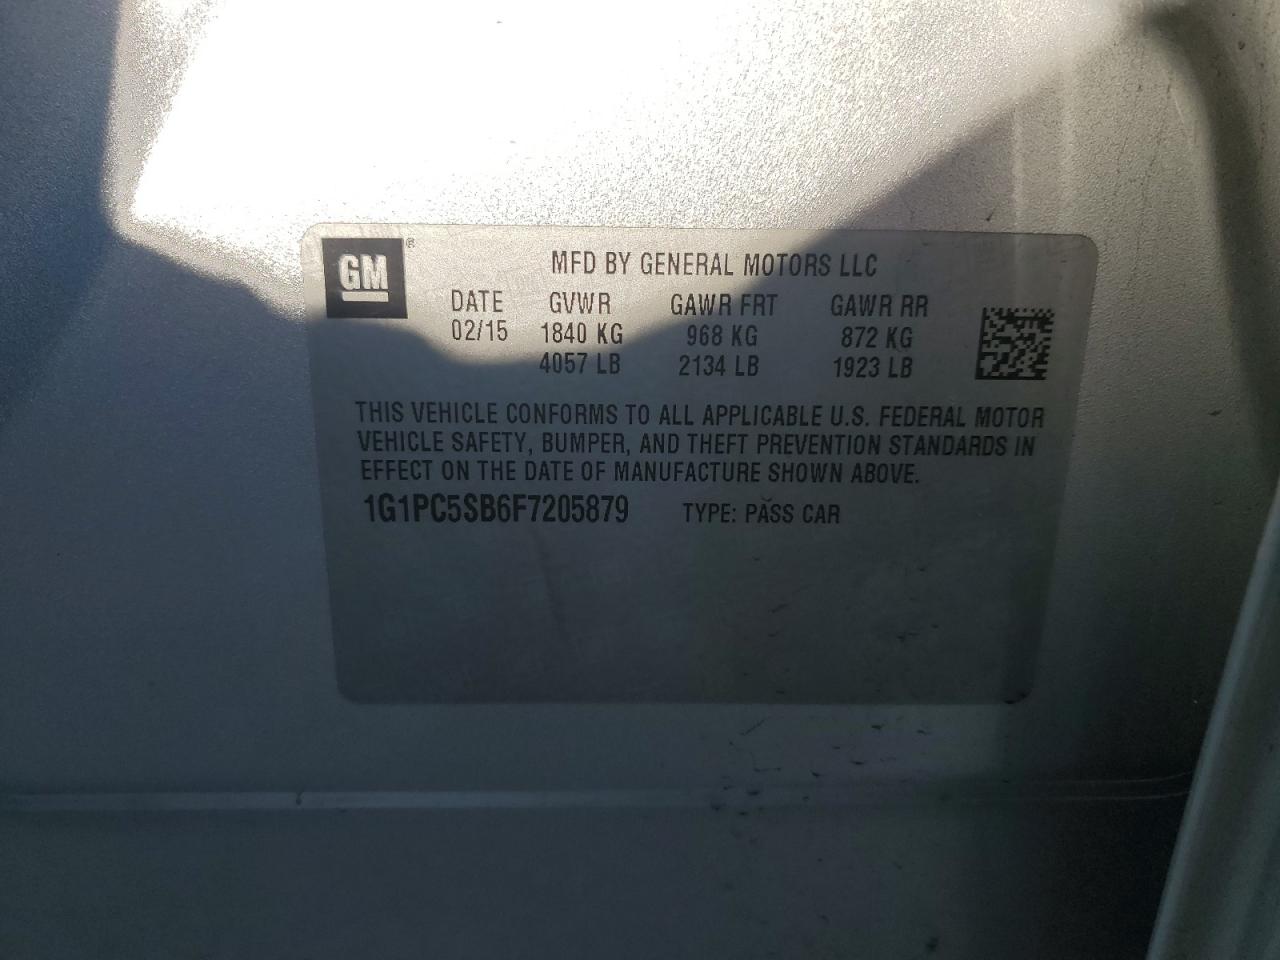 GM®
MFD BY GENERAL MOTORS LLC
DATE GVWR GAWR FRT GAWR RR
02/15 1840 KG 968 KG 872 KG
4057 LB 2134 LB 1923 LB
THIS VEHICLE CONFORMS TO ALL APPLICABLE U.S. FEDERAL MOTOR
VEHICLE SAFETY, BUMPER, AND THEFT PREVENTION STANDARDS IN
EFFECT ON THE DATE OF MANUFACTURE SHOWN ABOVE.
1G1PC5SB6F7205879 TYPE: PASS CAR